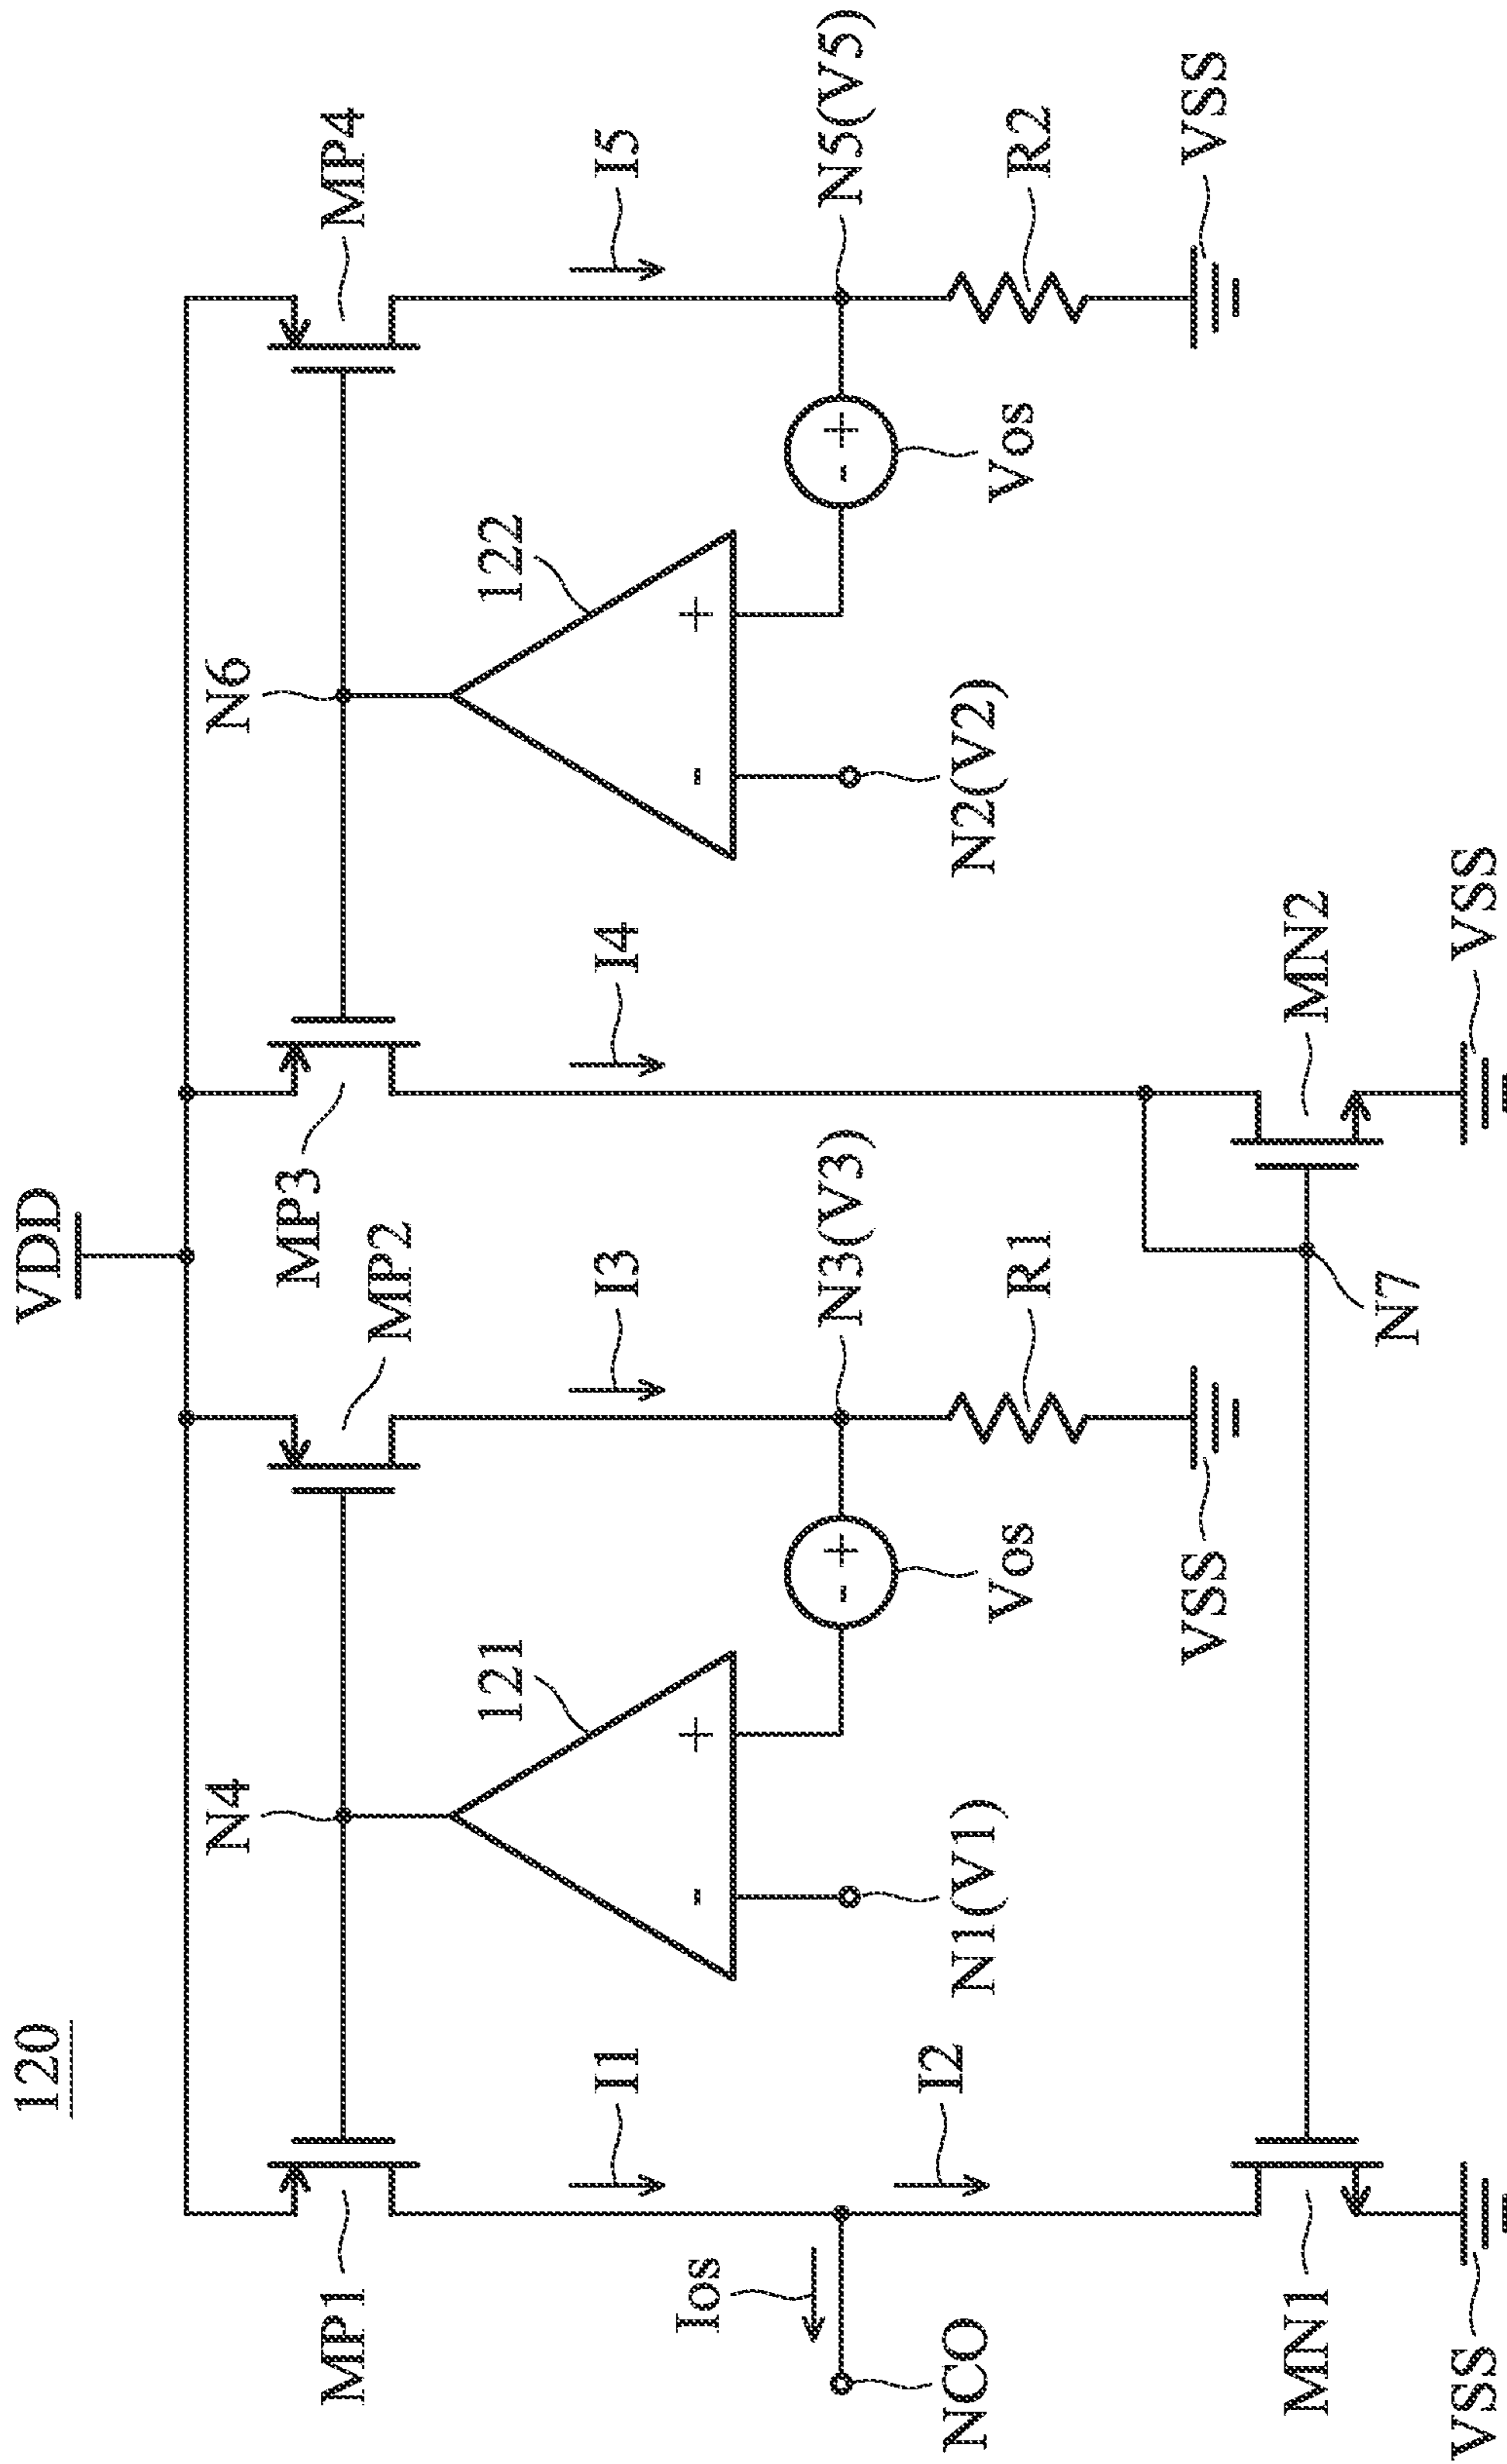 120
VDD
N4
N6
MP1
MP2
MP3
MP4
121
122
I1
I3
I4
I5
Ios
+
-
+
-
-
+
-
+
N3(V3)
N5(V5)
NCO
I2
N1(V1)
Vos
R1
N2(V2)
Vos
R2
VSS
VSS
MN1
N7
MN2
VSS
VSS